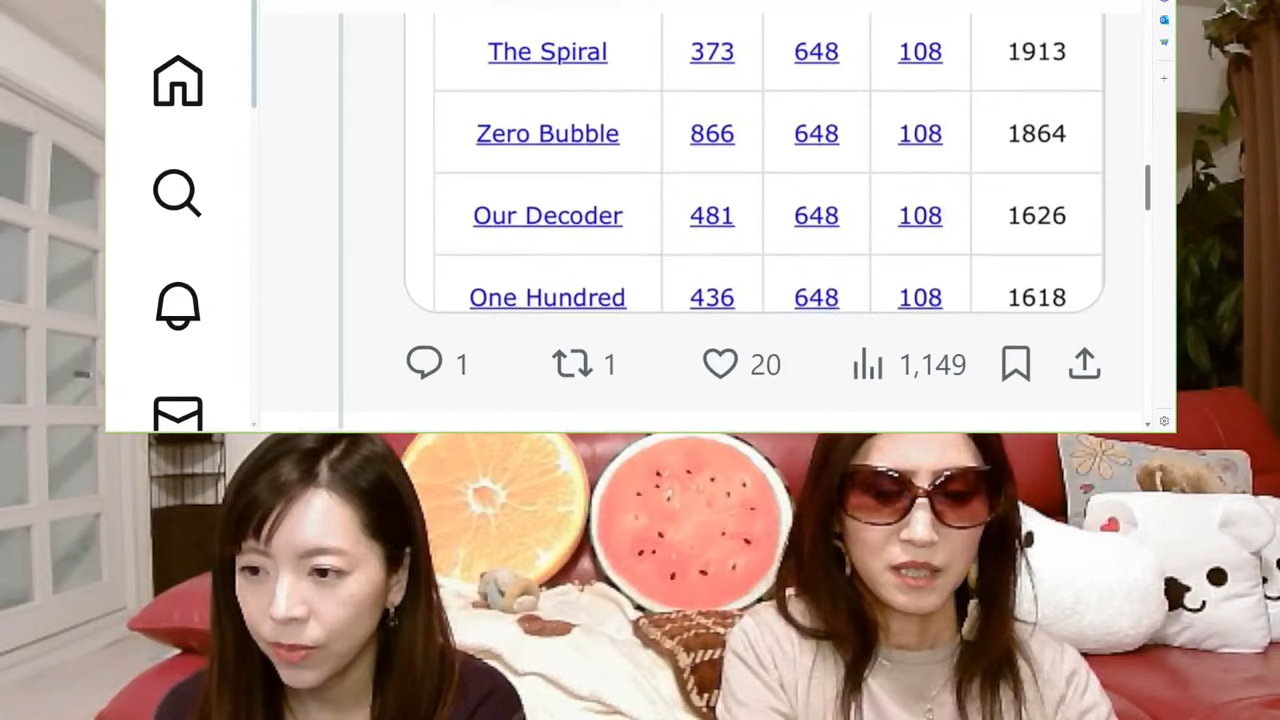 The Spiral 373 648 108 1913
Zero Bubble 866 648 108 1864
Our Decoder 481 648 108 1626
One Hundred 436 648 108 1618
1 1 20 1,149